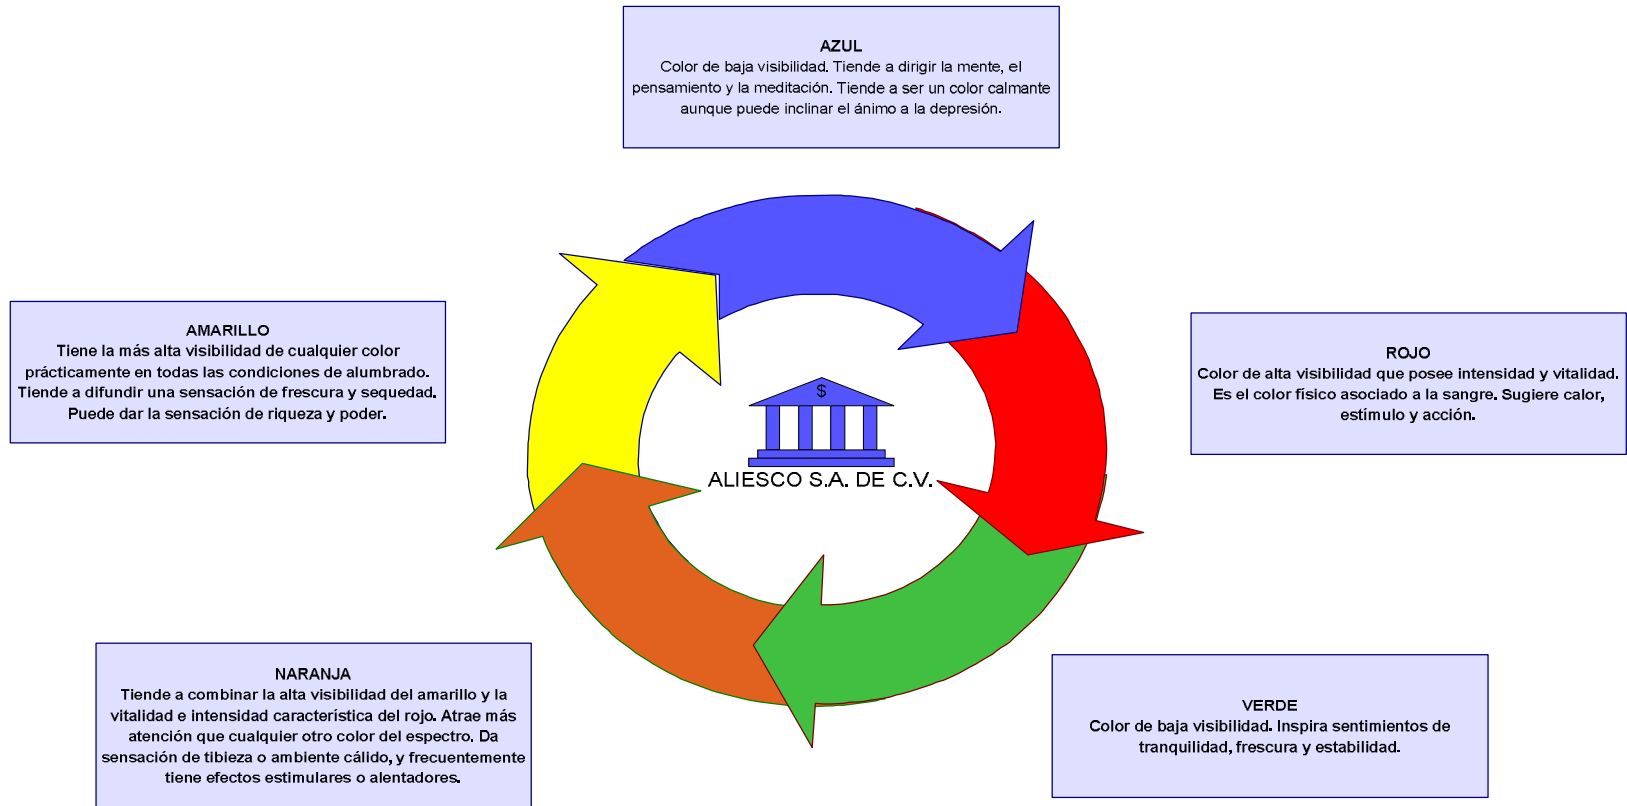 AZUL
Color de baja visibilidad. Tiende a dirigir la mente, el
pensamiento y la meditación. Tiende a ser un color calmante
aunque puede inclinar el ánimo a la depresión.
AMARILLO
Tiene la más alta visibilidad de cualquier color
prácticamente en todas las condiciones de alumbrado.
Tiende a difundir una sensación de frescura y sequedad.
Puede dar la sensación de riqueza y poder.
ROJO
Color de alta visibilidad que posee intensidad y vitalidad.
Es el color físico asociado a la sangre. Sugiere calor,
estímulo y acción.
$
ALIESCO S.A. DE C.V.
NARANJA
Tiende a combinar la alta visibilidad del amarillo y la
vitalidad e intensidad característica del rojo. Atrae más
atención que cualquier otro color del espectro. Da
sensación de tibieza o ambiente cálido, y frecuentemente
tiene efectos estimulares o alentadores.
VERDE
Color de baja visibilidad. Inspira sentimientos de
tranquilidad, frescura y estabilidad.